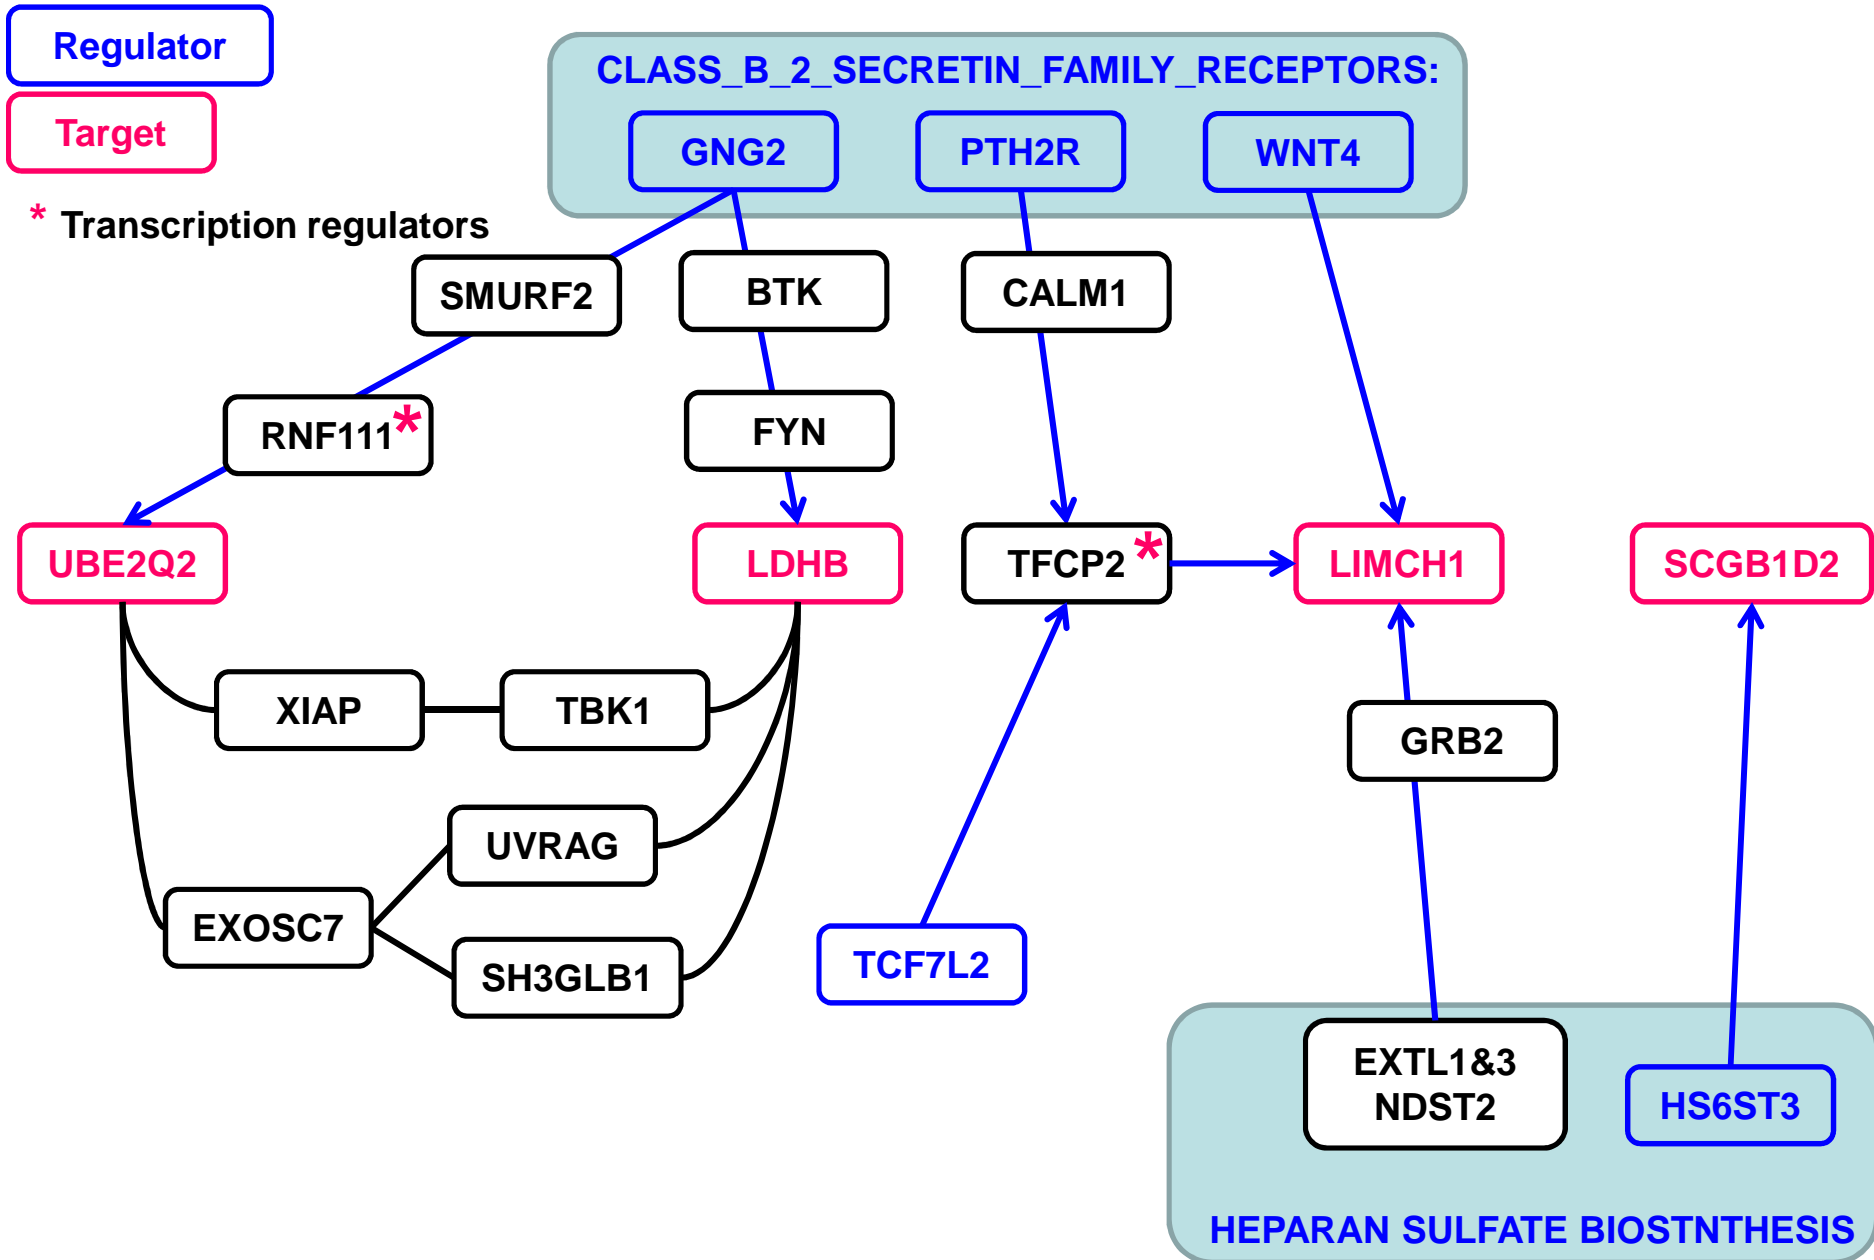 Regulator
Target
* Transcription regulators
CLASS_B_2_SECRETIN_FAMILY_RECEPTORS:
GNG2
PTH2R
WNT4
SMURF2
BTK
CALM1
RNF111*
FYN
UBE2Q2
LDHB
TFCP2 *
LIMCH1
SCGB1D2
XIAP
TBK1
GRB2
UVRAG
EXOSC7
SH3GLB1
TCF7L2
EXTL1&3
NDST2
HS6ST3
HEPARAN SULFATE BIOSTNTHESIS